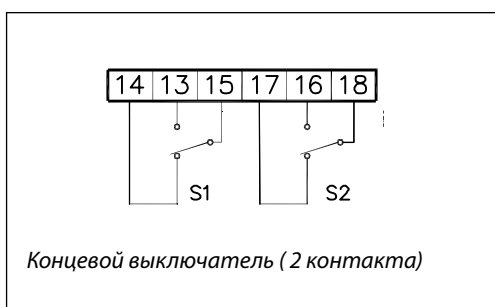 14 13 15 17 16 18
S1 S2
Концевой выключатель ( 2 контакта)